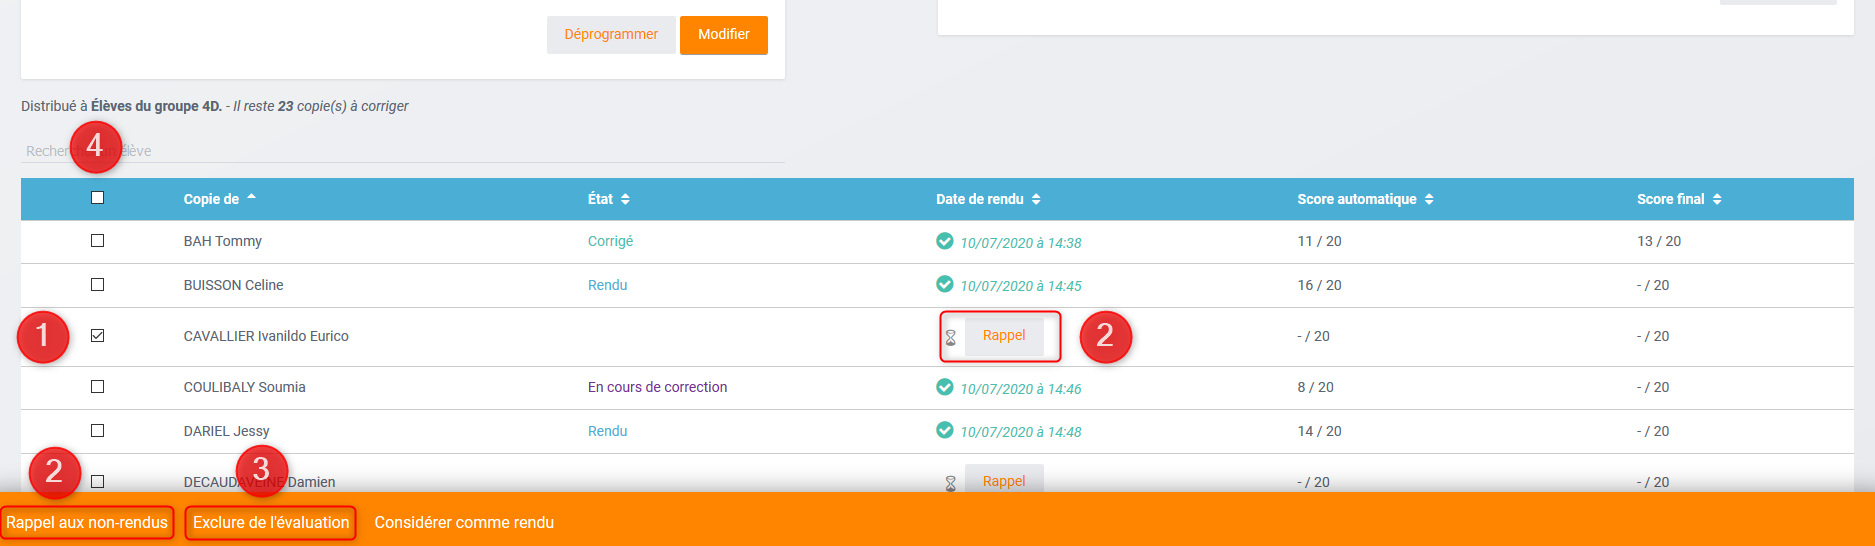 Déprogrammer Modifier
Distribué à Élèves du groupe 4D. - Il reste 23 copie(s) à corriger
4
Recher élève
Copie de État Date de rendu Score automatique Score final
BAH Tommy Corrigé 10/07/2020 à 14:38 11 / 20 13 / 20
BUISSON Celine Rendu 10/07/2020 à 14:45 16 / 20 - / 20
1 CAVALLIER Ivanildo Eurico Rappel 2 - / 20 - / 20
COULIBALY Soumia En cours de correction 10/07/2020 à 14:46 8 / 20 - / 20
DARIEL Jessy Rendu 10/07/2020 à 14:48 14 / 20 - / 20
2 3
DECAUDAVEINE Damien Rappel - / 20 - / 20
Rappel aux non-rendus Exclure de l'évaluation Considérer comme rendu